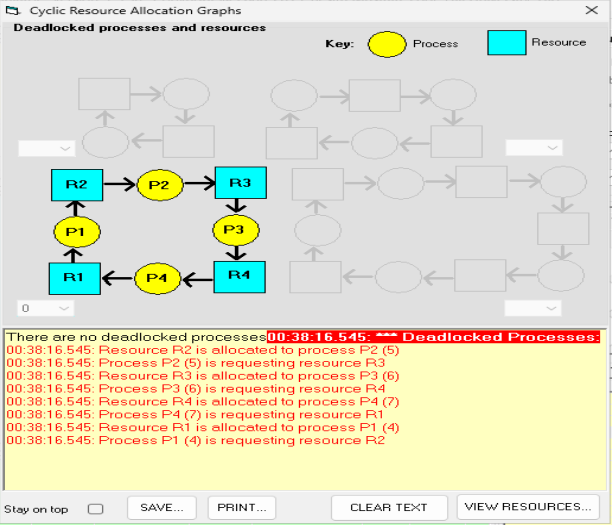 Cyclic Resource Allocation Graphs
Deadlocked processes and resources
Key: Process Resource
R2 P2 R3
P1 P3
R1 P4 R4
0
There are no deadlocked processes00:38:16.545: *** Deadlocked Processes:
00:38:16.545: Resource R2 is allocated to process P2 (5)
00:38:16.545: Process P2 (5) is requesting resource R3
00:38:16.545: Resource R3 is allocated to process P3 (6)
00:38:16.545: Process P3 (6) is requesting resource R4
00:38:16.545: Resource R4 is allocated to process P4 (7)
00:38:16.545: Process P4 (7) is requesting resource R1
00:38:16.545: Resource R1 is allocated to process P1 (4)
00:38:16.545: Process P1 (4) is requesting resource R2
Stay on top SAVE... PRINT... CLEAR TEXT VIEW RESOURCES...